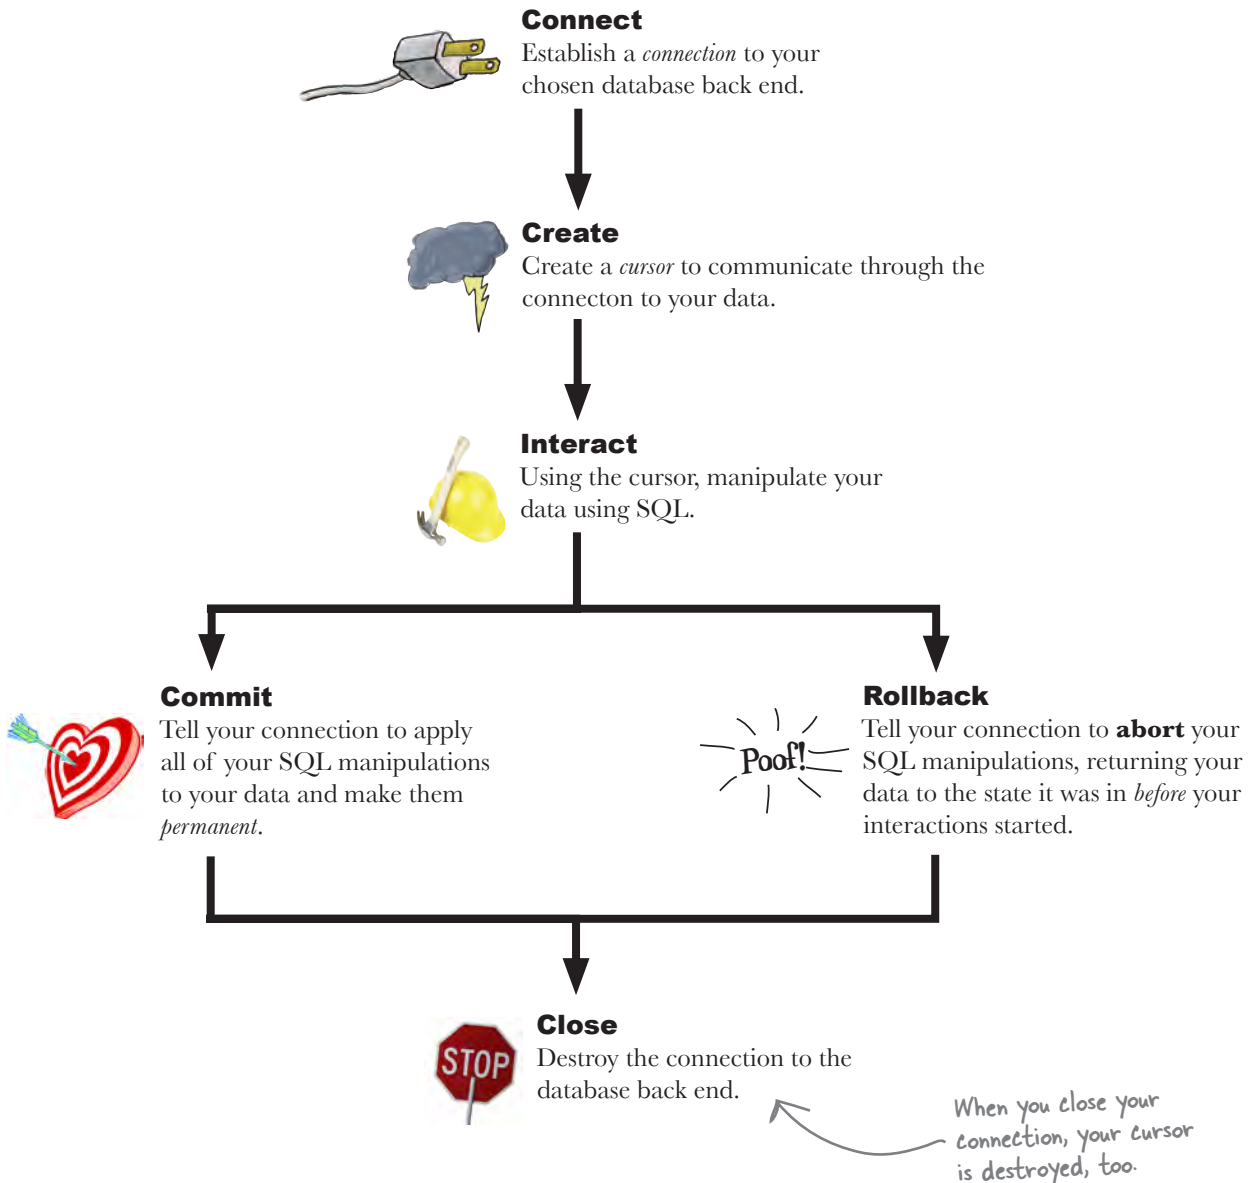 Connect
Establish a connection to your
chosen database back end.
Create
Create a cursor to communicate through the
connecton to your data.
Interact
Using the cursor, manipulate your
data using SQL.
Commit
Tell your connection to apply
all of your SQL manipulations
to your data and make them
permanent.
Poof!
Rollback
Tell your connection to abort your
SQL manipulations, returning your
data to the state it was in before your
interactions started.
STOP
Close
Destroy the connection to the
database back end.
When you close your
connection, your cursor
is destroyed, too.